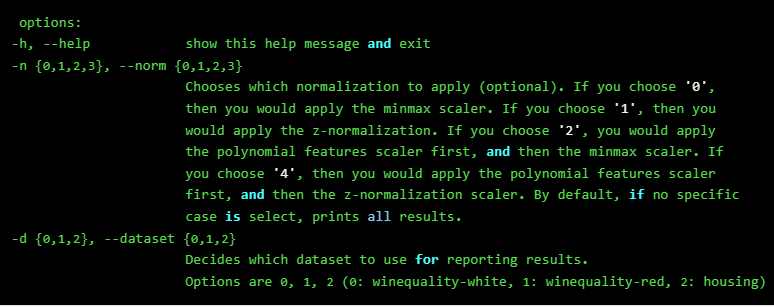 options:
-h, --help show this help message and exit
-n {0,1,2,3}, --norm {0,1,2,3}
Chooses which normalization to apply (optional). If you choose '0',
then you would apply the minmax scaler. If you choose '1', then you
would apply the z-normalization. If you choose '2', you would apply
the polynomial features scaler first, and then the minmax scaler. If
you choose '4', then you would apply the polynomial features scaler
first, and then the z-normalization scaler. By default, if no specific
case is select, prints all results.
-d {0,1,2}, --dataset {0,1,2}
Decides which dataset to use for reporting results.
Options are 0, 1, 2 (0: winequality-white, 1: winequality-red, 2: housing)